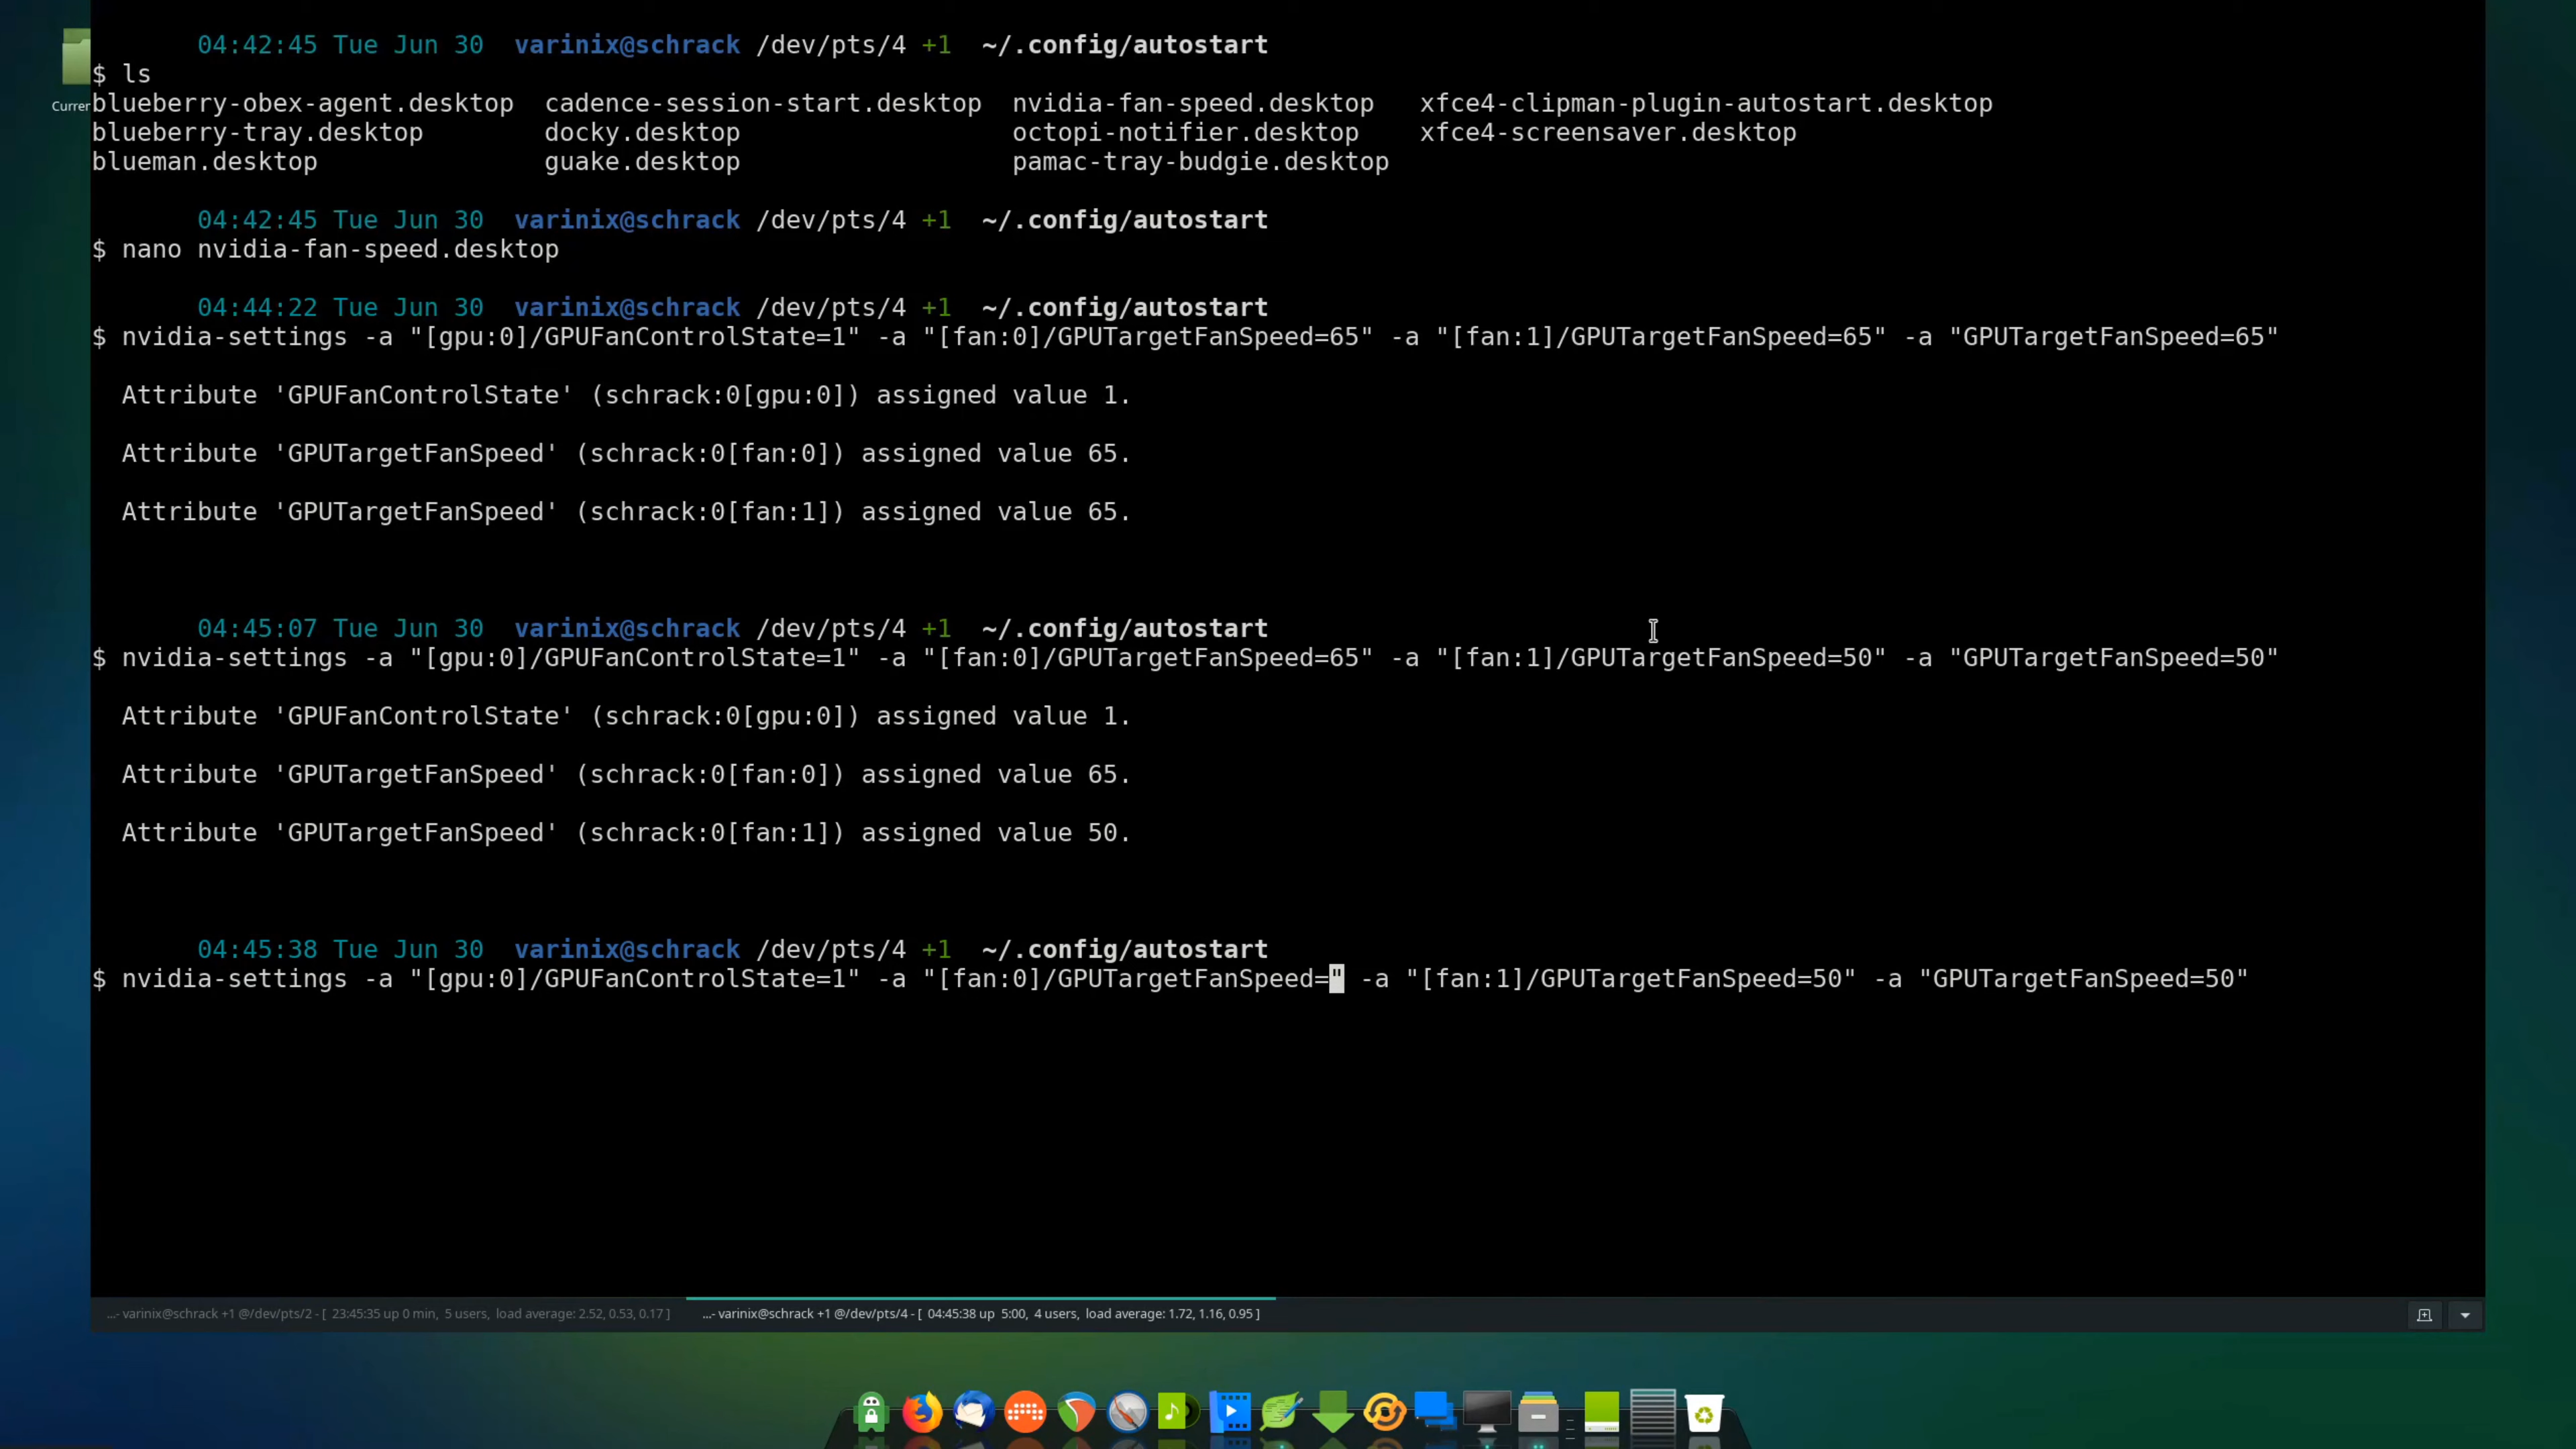 04:42:45 Tue Jun 30  varinix@schrack /dev/pts/4 +1  ~/.config/autostart
$ ls
blueberry-obex-agent.desktop  cadence-session-start.desktop  nvidia-fan-speed.desktop   xfce4-clipman-plugin-autostart.desktop
blueberry-tray.desktop        docky.desktop                  octopi-notifier.desktop    xfce4-screensaver.desktop
blueman.desktop               guake.desktop                  pamac-tray-budgie.desktop
04:42:45 Tue Jun 30  varinix@schrack /dev/pts/4 +1  ~/.config/autostart
$ nano nvidia-fan-speed.desktop
04:44:22 Tue Jun 30  varinix@schrack /dev/pts/4 +1  ~/.config/autostart
$ nvidia-settings -a "[gpu:0]/GPUFanControlState=1" -a "[fan:0]/GPUTargetFanSpeed=65" -a "[fan:1]/GPUTargetFanSpeed=65" -a "GPUTargetFanSpeed=65"
Attribute 'GPUFanControlState' (schrack:0[gpu:0]) assigned value 1.
Attribute 'GPUTargetFanSpeed' (schrack:0[fan:0]) assigned value 65.
Attribute 'GPUTargetFanSpeed' (schrack:0[fan:1]) assigned value 65.
04:45:07 Tue Jun 30  varinix@schrack /dev/pts/4 +1  ~/.config/autostart
$ nvidia-settings -a "[gpu:0]/GPUFanControlState=1" -a "[fan:0]/GPUTargetFanSpeed=65" -a "[fan:1]/GPUTargetFanSpeed=50" -a "GPUTargetFanSpeed=50"
Attribute 'GPUFanControlState' (schrack:0[gpu:0]) assigned value 1.
Attribute 'GPUTargetFanSpeed' (schrack:0[fan:0]) assigned value 65.
Attribute 'GPUTargetFanSpeed' (schrack:0[fan:1]) assigned value 50.
04:45:38 Tue Jun 30  varinix@schrack /dev/pts/4 +1  ~/.config/autostart
$ nvidia-settings -a "[gpu:0]/GPUFanControlState=1" -a "[fan:0]/GPUTargetFanSpeed=" -a "[fan:1]/GPUTargetFanSpeed=50" -a "GPUTargetFanSpeed=50"
...- varinix@schrack +1 @/dev/pts/2 - [  23:45:35 up 0 min,  5 users,  load average: 2.52, 0.53, 0.17 ]
...- varinix@schrack +1 @/dev/pts/4 - [  04:45:38 up  5:00,  4 users,  load average: 1.72, 1.16, 0.95 ]
Curren